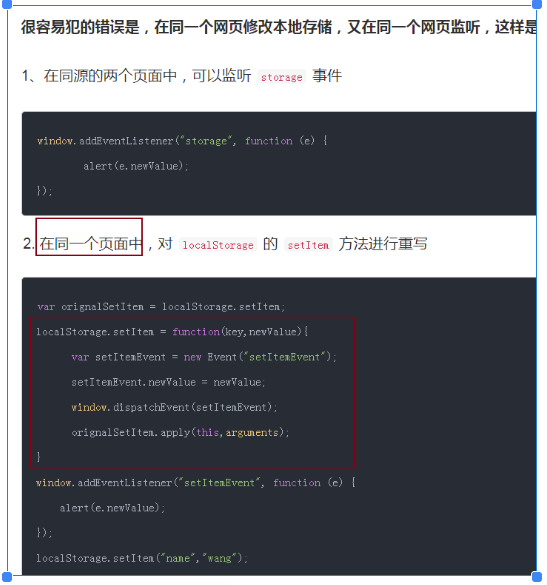 很容易犯的错误是，在同一个网页修改本地存储，又在同一个网页监听，这样是
1、在同源的两个页面中，可以监听 storage 事件
window.addEventListener("storage", function (e) {
alert(e.newValue);
});
2. 在同一个页面中，对 localStorage 的 setItem 方法进行重写
var orignalSetItem = localStorage.setItem;
localStorage.setItem = function(key,newValue){
var setItemEvent = new Event("setItemEvent");
setItemEvent.newValue = newValue;
window.dispatchEvent(setItemEvent);
orignalSetItem.apply(this,arguments);
}
window.addEventListener("setItemEvent", function (e) {
alert(e.newValue);
});
localStorage.setItem("name","wang");